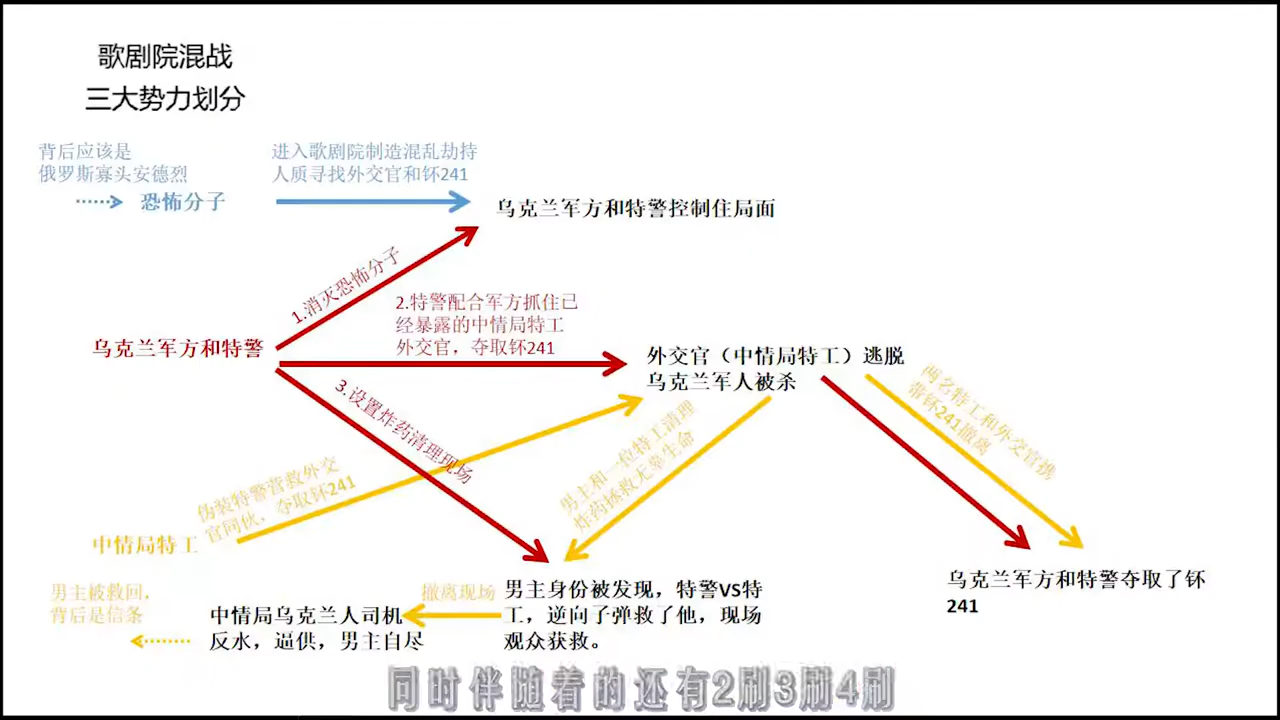 歌剧院混战
三大势力划分
背后应该是
俄罗斯寡头安德烈
恐怖分子
进入歌剧院制造混乱劫持
人质寻找外交官和钚241
乌克兰军方和特警控制住局面
1.消灭恐怖分子
2.特警配合军方抓住已
经暴露的中情局特工
外交官，夺取钚241
乌克兰军方和特警
3.设置炸药清理现场
外交官（中情局特工）逃脱
乌克兰军人被杀
两名特工和外交官携
带钚241撤离
男主和一位特工清理
炸药拯救无辜生命
伪装特警营救外交
官同伙，夺取钚241
中情局特工
乌克兰军方和特警夺取了钚
241
男主身份被发现，特警VS特
工，逆向子弹救了他，现场
观众获救。
撤离现场
中情局乌克兰人司机
反水，逼供，男主自尽
男主被救回，
背后是信条
同时伴随着的还有2刷3刷4刷